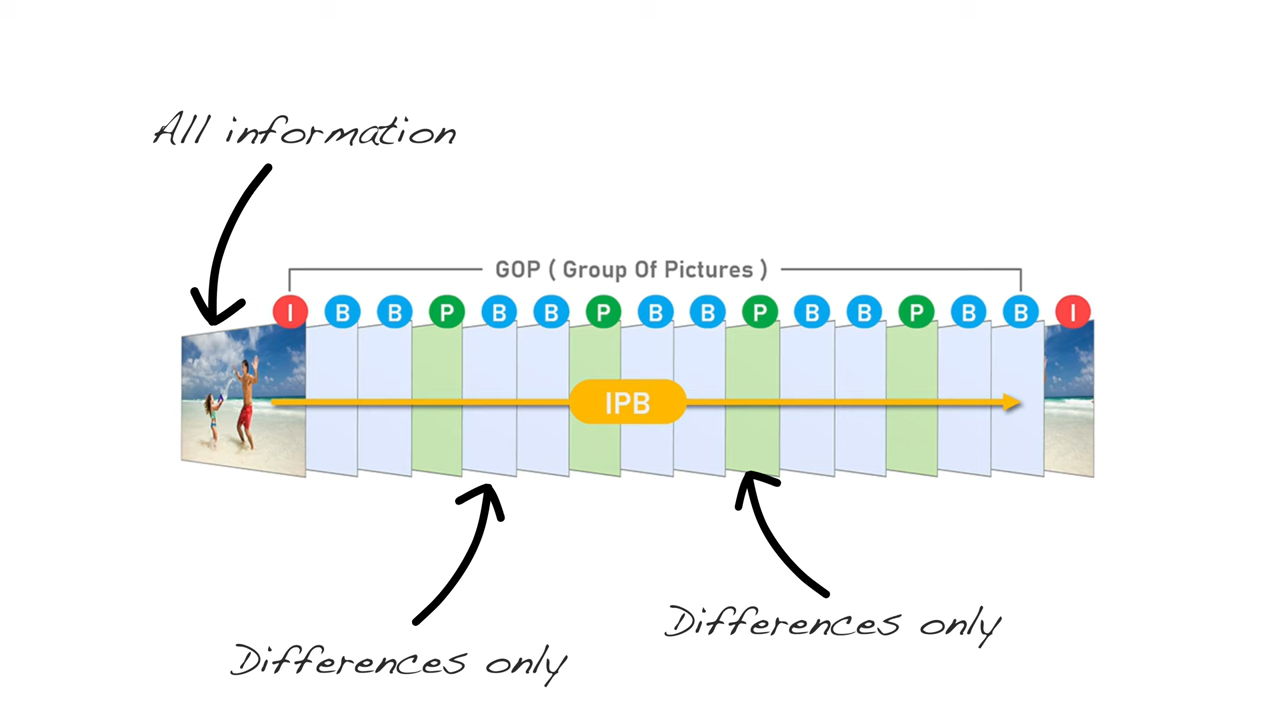 All information
GOP ( Group Of Pictures )
I B B P B B P B B P B B P B B I
IPB
Differences only
Differences only